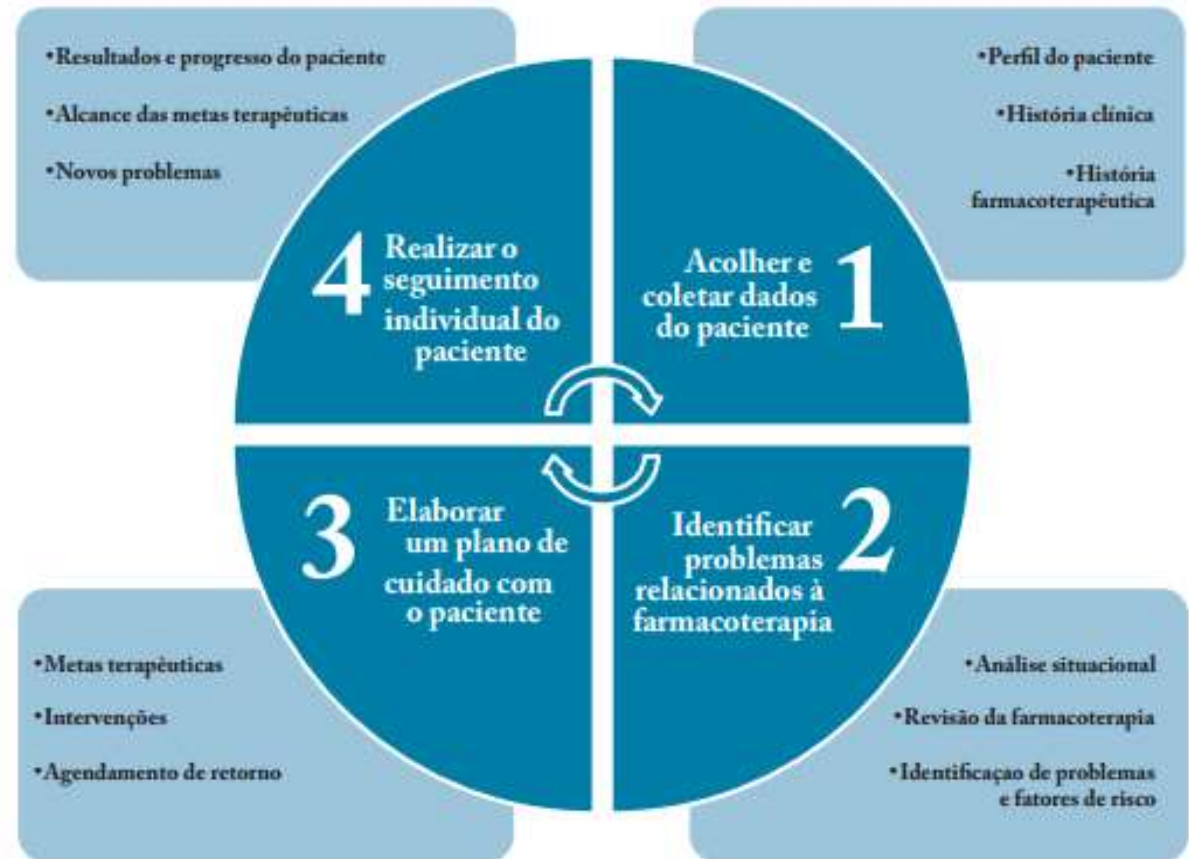 •Resultados e progresso do paciente
•Alcance das metas terapêuticas
•Novos problemas
•Perfil do paciente
•História clínica
•História
farmacoterapêutica
4
Realizar o
seguimento
individual do
paciente
Acolher e
coletar dados
do paciente
1
3
Elaborar
um plano de
cuidado com
o paciente
Identificar
problemas
relacionados à
farmacoterapia
2
•Metas terapêuticas
•Intervenções
•Agendamento de retorno
•Análise situacional
•Revisão da farmacoterapia
•Identificaçao de problemas
e fatores de risco